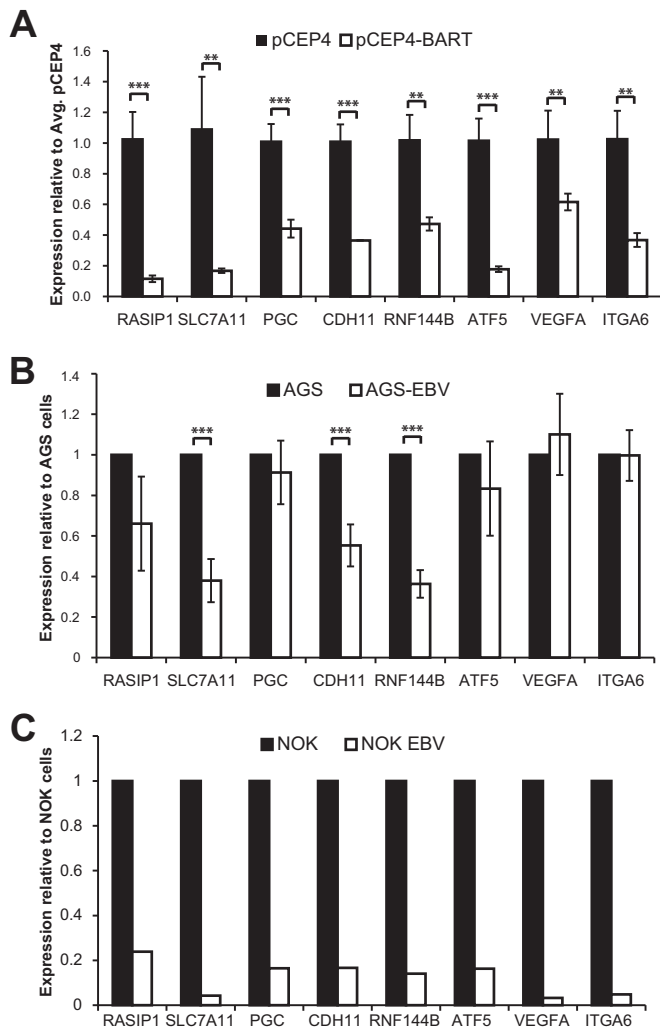 A
pCEP4 pCEP4-BART
Expression relative to Avg. pCEP4
1.6
1.4
1.2
1.0
0.8
0.6
0.4
0.2
0.0
*** ** *** *** ** *** ** **
RASIP1 SLC7A11 PGC CDH11 RNF144B ATF5 VEGFA ITGA6
B
AGS AGS-EBV
Expression relative to AGS cells
1.4
1.2
1
0.8
0.6
0.4
0.2
0
*** *** ***
RASIP1 SLC7A11 PGC CDH11 RNF144B ATF5 VEGFA ITGA6
C
NOK NOK EBV
Expression relative to NOK cells
1.2
1
0.8
0.6
0.4
0.2
0
RASIP1 SLC7A11 PGC CDH11 RNF144B ATF5 VEGFA ITGA6